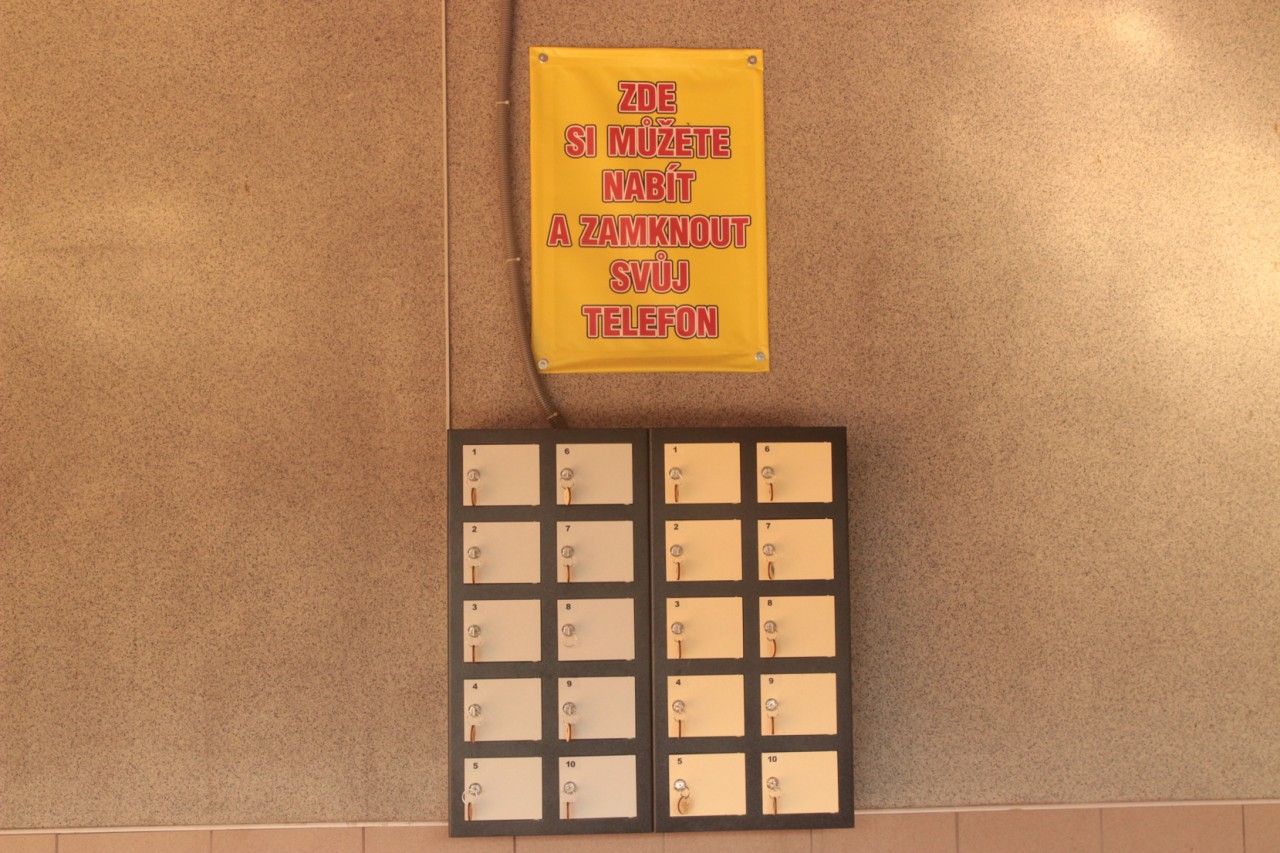 ZDE
SI MŮŽETE
NABÍT
A ZAMKNOUT
SVŮJ
TELEFON
1 6 1 6
2 7 2 7
3 8 3 8
4 9 4 9
5 10 5 10